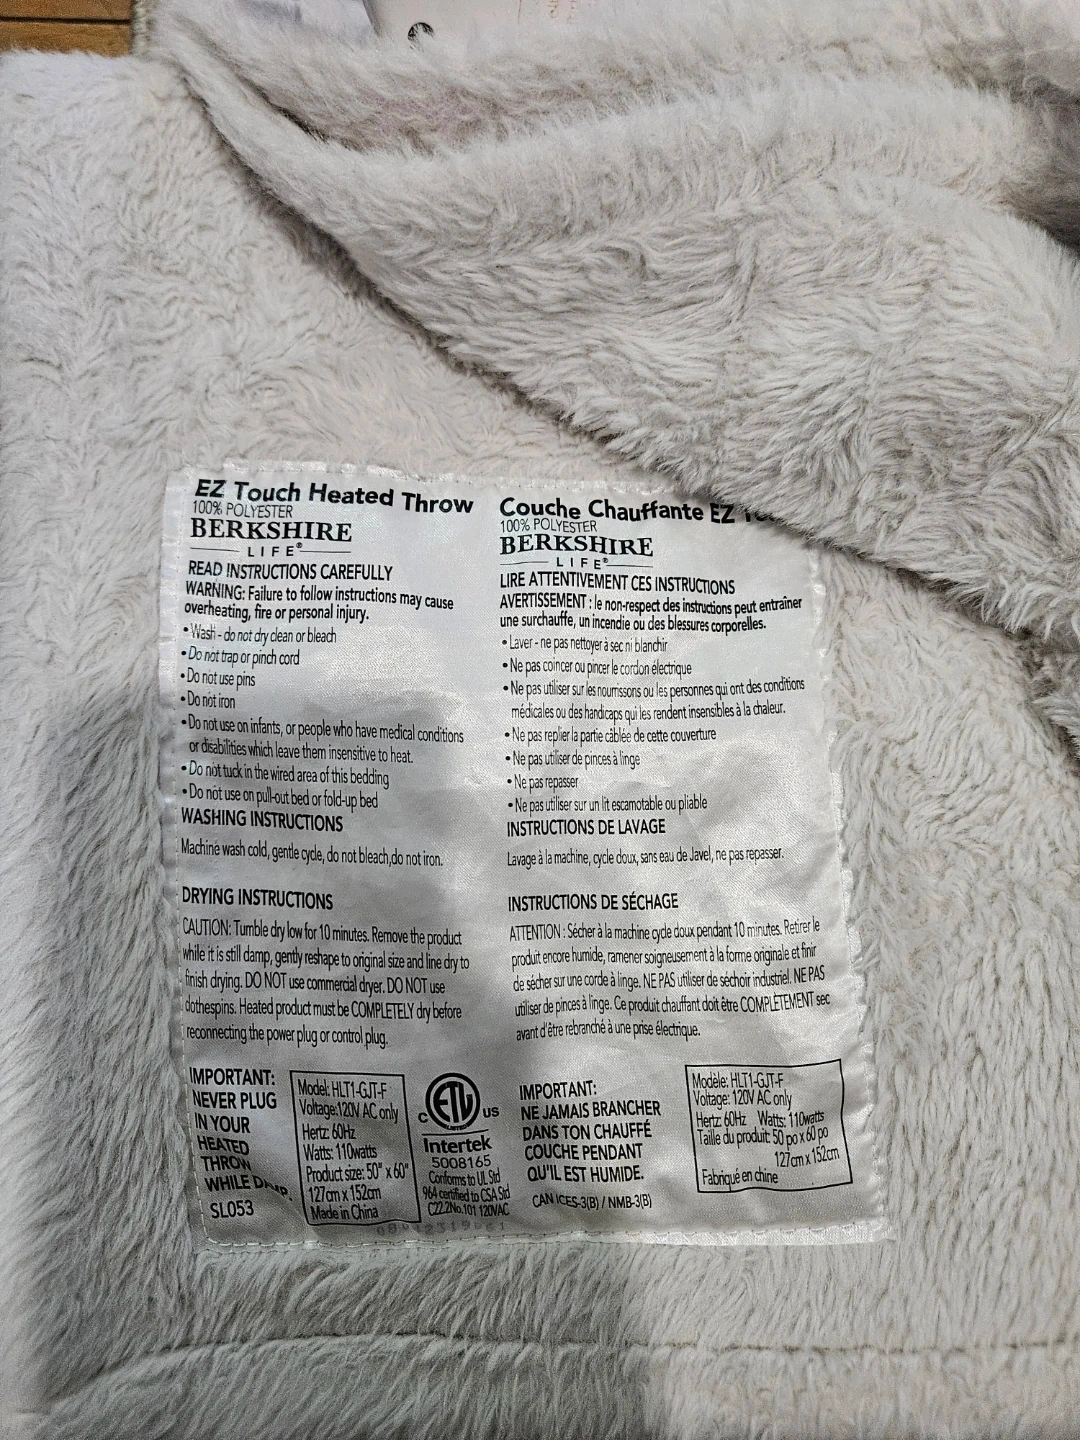 EZ Touch Heated Throw
100% POLYESTER
BERKSHIRE
LIFE®
READ INSTRUCTIONS CAREFULLY
WARNING: Failure to follow instructions may cause
overheating, fire or personal injury.
• Wash - do not dry clean or bleach
• Do not trap or pinch cord
• Do not use pins
• Do not iron
• Do not use on infants, or people who have medical conditions
or disabilities which leave them insensitive to heat.
• Do not tuck in the wired area of this bedding
• Do not use on pull-out bed or fold-up bed
WASHING INSTRUCTIONS
Machine wash cold, gentle cycle, do not bleach,do not iron.
DRYING INSTRUCTIONS
CAUTION: Tumble dry low for 10 minutes. Remove the product
while it is still damp, gently reshape to original size and line dry to
finish drying. DO NOT use commercial dryer. DO NOT use
clothespins. Heated product must be COMPLETELY dry before
reconnecting the power plug or control plug.
IMPORTANT:
NEVER PLUG
IN YOUR
HEATED
THROW
WHILE DAMP.
SL053
Model: HLT1-GJT-F
Voltage:120V AC only
Hertz: 60Hz
Watts: 110watts
Product size: 50" x 60"
127cm x 152cm
Made in China
C ETL US
Intertek
5008165
Conforms to UL Std
964 certified to CSA Std
C22.2No.101 120VAC
Couche Chauffante EZ
100% POLYESTER
BERKSHIRE
LIFE®
LIRE ATTENTIVEMENT CES INSTRUCTIONS
AVERTISSEMENT : le non-respect des instructions peut entraîner
une surchauffe, un incendie ou des blessures corporelles.
• Laver - ne pas nettoyer à sec ni blanchir
• Ne pas coincer ou pincer le cordon électrique
• Ne pas utiliser sur les nourrissons ou les personnes qui ont des conditions
médicales ou des handicaps qui les rendent insensibles à la chaleur.
• Ne pas replier la partie câblée de cette couverture
• Ne pas utiliser de pinces à linge
• Ne pas repasser
• Ne pas utiliser sur un lit escamotable ou pliable
INSTRUCTIONS DE LAVAGE
Lavage à la machine, cycle doux, sans eau de Javel, ne pas repasser.
INSTRUCTIONS DE SÉCHAGE
ATTENTION : Sécher à la machine cycle doux pendant 10 minutes. Retirer le
produit encore humide, ramener soigneusement à la forme originale et finir
de sécher sur une corde à linge. NE PAS utiliser de séchoir industriel. NE PAS
utiliser de pinces à linge. Ce produit chauffant doit être COMPLÈTEMENT sec
avant d'être rebranché à une prise électrique.
IMPORTANT:
NE JAMAIS BRANCHER
DANS TON CHAUFFÉ
COUCHE PENDANT
QU'IL EST HUMIDE.
CAN ICES-3(B) / NMB-3(B)
Modèle: HLT1-GJT-F
Voltage: 120V AC only
Hertz: 60Hz Watts: 110watts
Taille du produit: 50 po x 60 po
127cm x 152cm
Fabriqué en chine